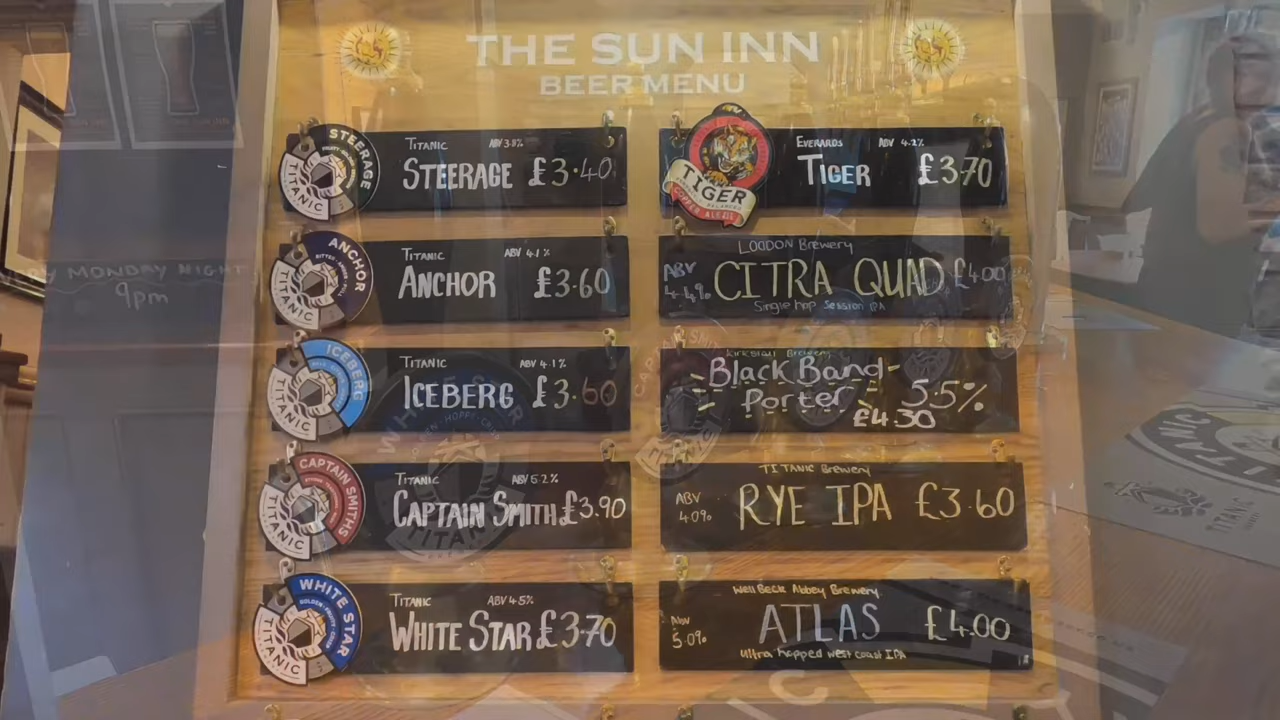 THE SUN INN
BEER MENU
STEERAGE
TITANIC
TITANIC ABV 3.8%
STEERAGE £3.40
TIGER
EVERARDS ABV 4.2%
TIGER £3.70
ANCHOR
TITANIC
TITANIC ABV 4.1%
ANCHOR £3.60
LODDON Brewery
ABV 4.4% CITRA QUAD £4.00
Single hop Session IPA
MONDAY NIGHT
9pm
ICEBERG
TITANIC
TITANIC ABV 4.1%
ICEBERG £3.60
Kirkstall Brewery
Black Band
Porter 5.5%
£4.30
CAPTAIN SMITHS
TITANIC
TITANIC ABV 5.2%
CAPTAIN SMITH £3.90
TITANIC Brewery
ABV 4.0% RYE IPA £3.60
WHITE STAR
TITANIC
TITANIC ABV 4.5%
WHITE STAR £3.70
Well Beck Abbey Brewery
ABV 5.0% ATLAS £4.00
Ultra hopped west coast IPA